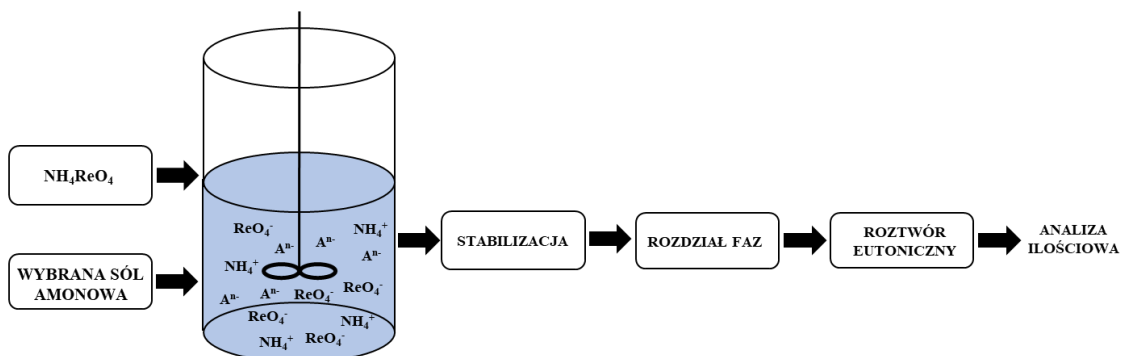 NH₄ReO₄
WYBRANA SÓL
AMONOWA
ReO₄⁻
NH₄⁺
Aⁿ⁻
Aⁿ⁻
Aⁿ⁻
NH₄⁺
Aⁿ⁻
Aⁿ⁻
ReO₄⁻
ReO₄⁻
ReO₄⁻
NH₄⁺
NH₄⁺
ReO₄⁻
STABILIZACJA
ROZDZIAŁ FAZ
ROZTWÓR
EUTONICZNY
ANALIZA
ILOŚCIOWA